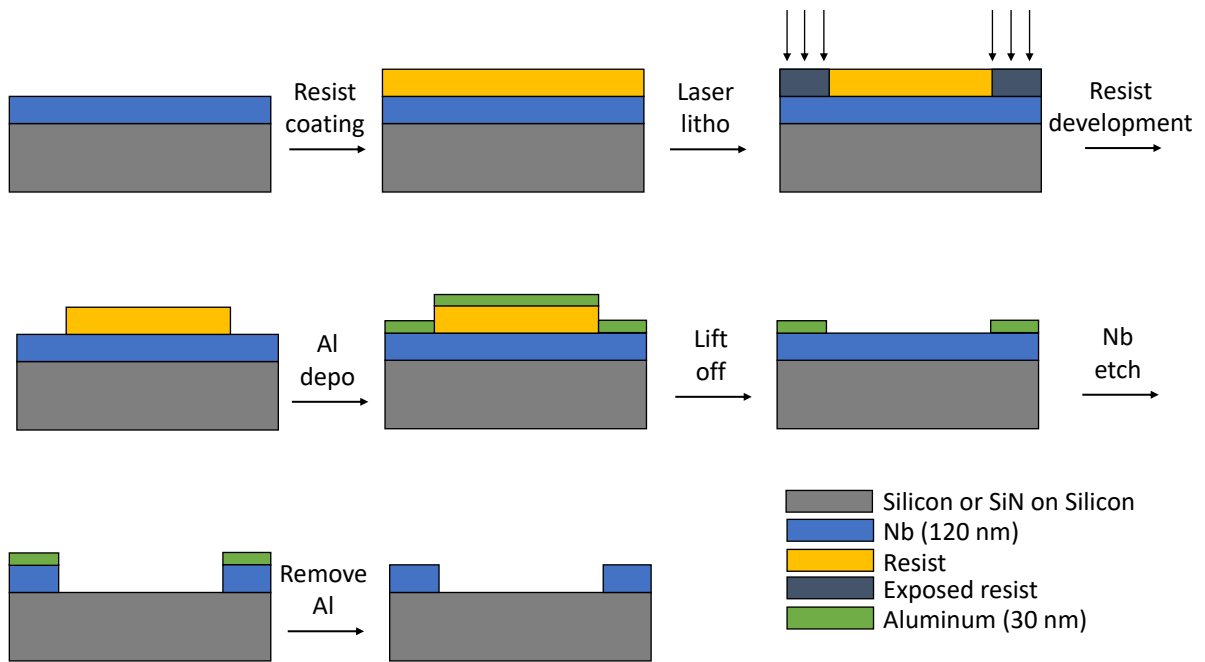 Resist
coating
Laser
litho
Resist
development
Al
depo
Lift
off
Nb
etch
Remove
Al
Silicon or SiN on Silicon
Nb (120 nm)
Resist
Exposed resist
Aluminum (30 nm)